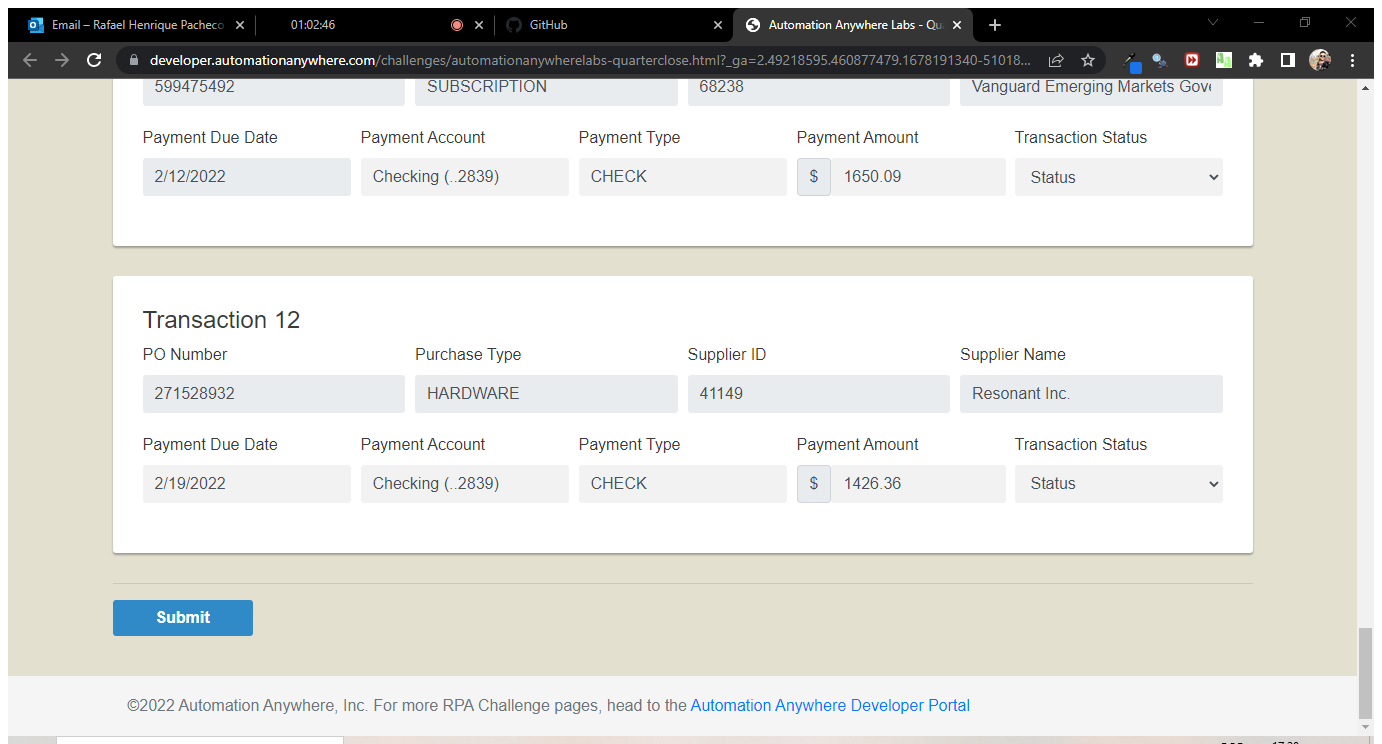 Email – Rafael Henrique Pacheco 01:02:46 GitHub Automation Anywhere Labs - Qu
developer.automationanywhere.com/challenges/automationanywherelabs-quarterclose.html?_ga=2.49218595.460877479.1678191340-51018...
599475492 SUBSCRIPTION 68238 Vanguard Emerging Markets Gove
Payment Due Date Payment Account Payment Type Payment Amount Transaction Status
2/12/2022 Checking (..2839) CHECK $ 1650.09 Status
Transaction 12
PO Number Purchase Type Supplier ID Supplier Name
271528932 HARDWARE 41149 Resonant Inc.
Payment Due Date Payment Account Payment Type Payment Amount Transaction Status
2/19/2022 Checking (..2839) CHECK $ 1426.36 Status
Submit
©2022 Automation Anywhere, Inc. For more RPA Challenge pages, head to the Automation Anywhere Developer Portal